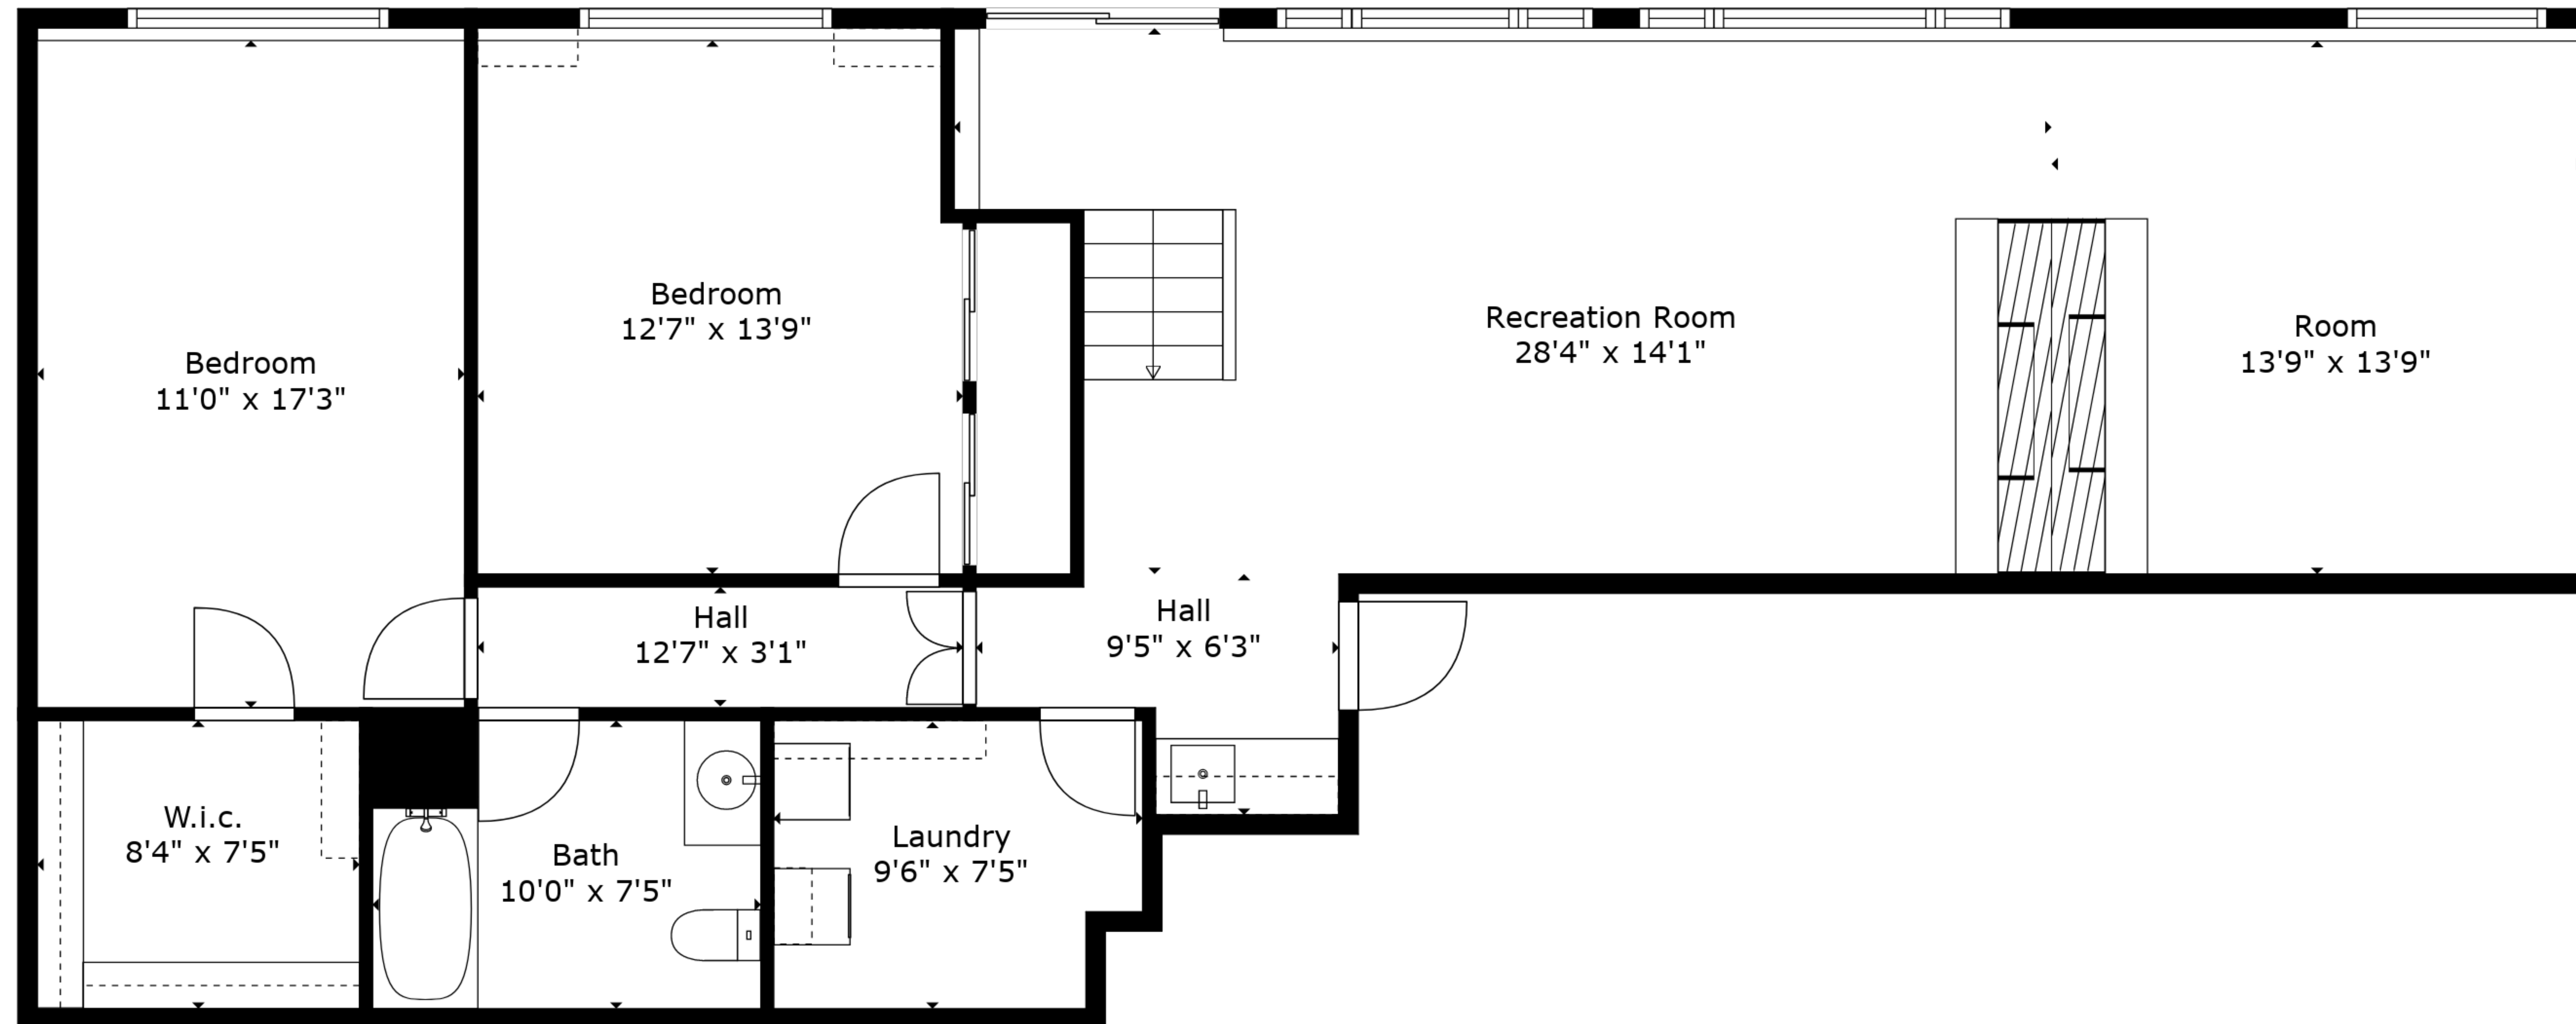 Bedroom
11'0" x 17'3"
Bedroom
12'7" x 13'9"
Recreation Room
28'4" x 14'1"
Room
13'9" x 13'9"
Hall
12'7" x 3'1"
Hall
9'5" x 6'3"
W.i.c.
8'4" x 7'5"
Bath
10'0" x 7'5"
Laundry
9'6" x 7'5"